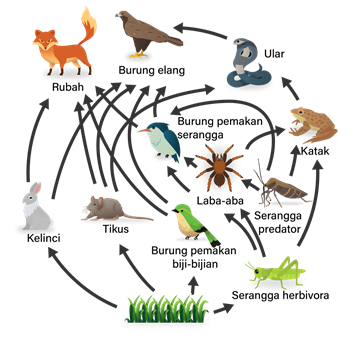 Rubah
Burung elang
Ular
Burung pemakan
serangga
Katak
Laba-aba
Serangga
predator
Kelinci
Tikus
Burung pemakan
biji-bijian
Serangga herbivora